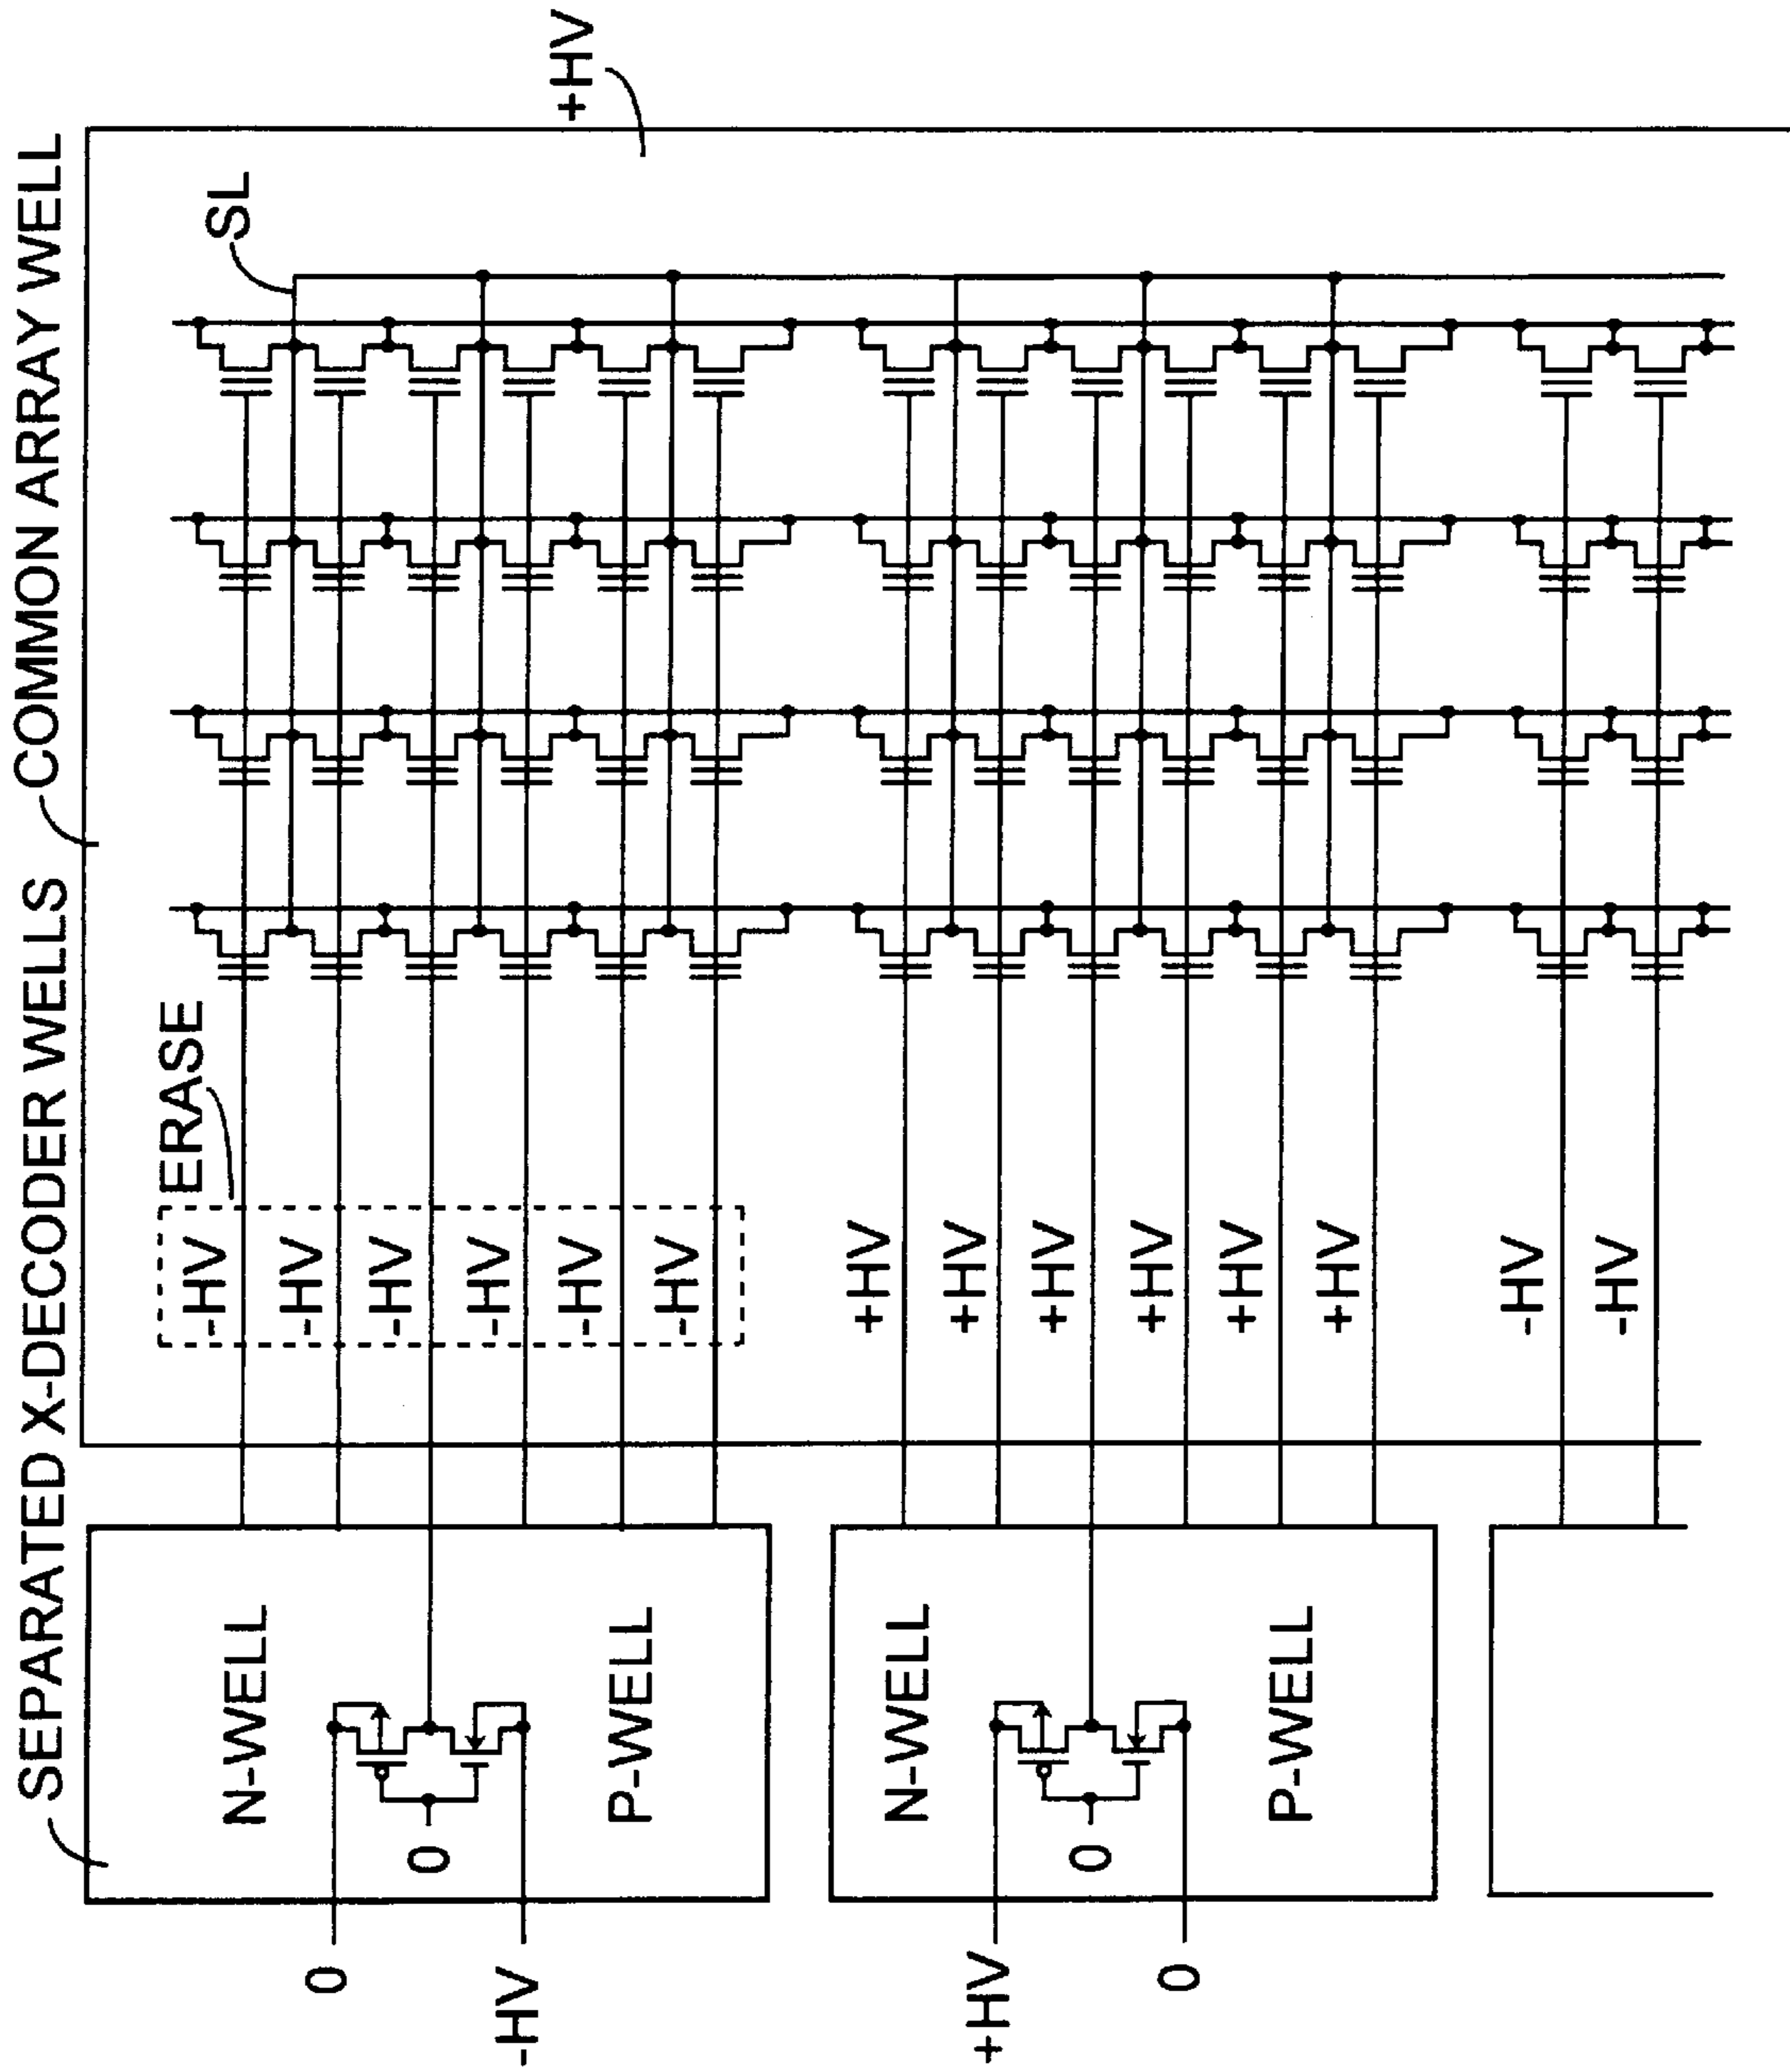 SEPARATED X-DECODER WELLS
COMMON ARRAY WELL
+HV
SL
ERASE
-HV
-HV
-HV
-HV
-HV
-HV
+HV
+HV
+HV
+HV
+HV
+HV
-HV
-HV
N-WELL
0
P-WELL
0
-HV
N-WELL
0
P-WELL
+HV
0